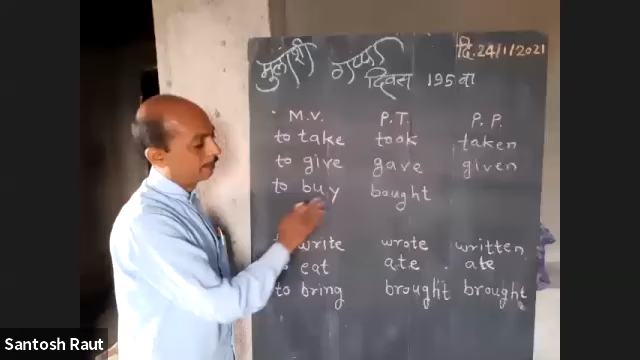 मुलांशी गप्पा
दि. 24/1/2021
दिवस 195 वा
M.V. P.T. P.P.
to take took taken
to give gave given
to buy bought
write wrote written
eat ate ate
to bring brought brought
Santosh Raut